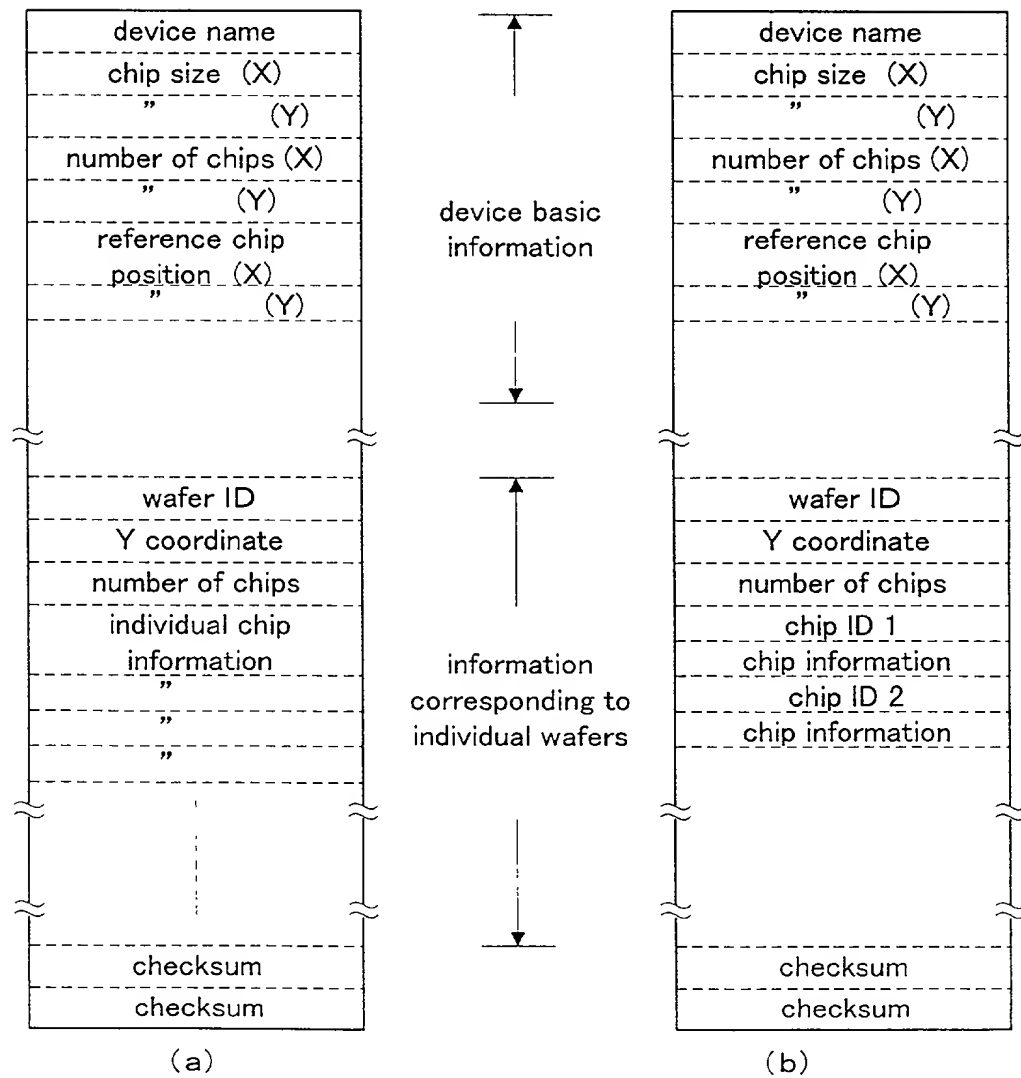 device name
chip size (X)
” (Y)
number of chips (X)
” (Y)
reference chip
position (X)
” (Y)
wafer ID
Y coordinate
number of chips
individual chip
information
”
”
”
checksum
checksum
(a)
device basic
information
information
corresponding to
individual wafers
device name
chip size (X)
” (Y)
number of chips (X)
” (Y)
reference chip
position (X)
” (Y)
wafer ID
Y coordinate
number of chips
chip ID 1
chip information
chip ID 2
chip information
checksum
checksum
(b)